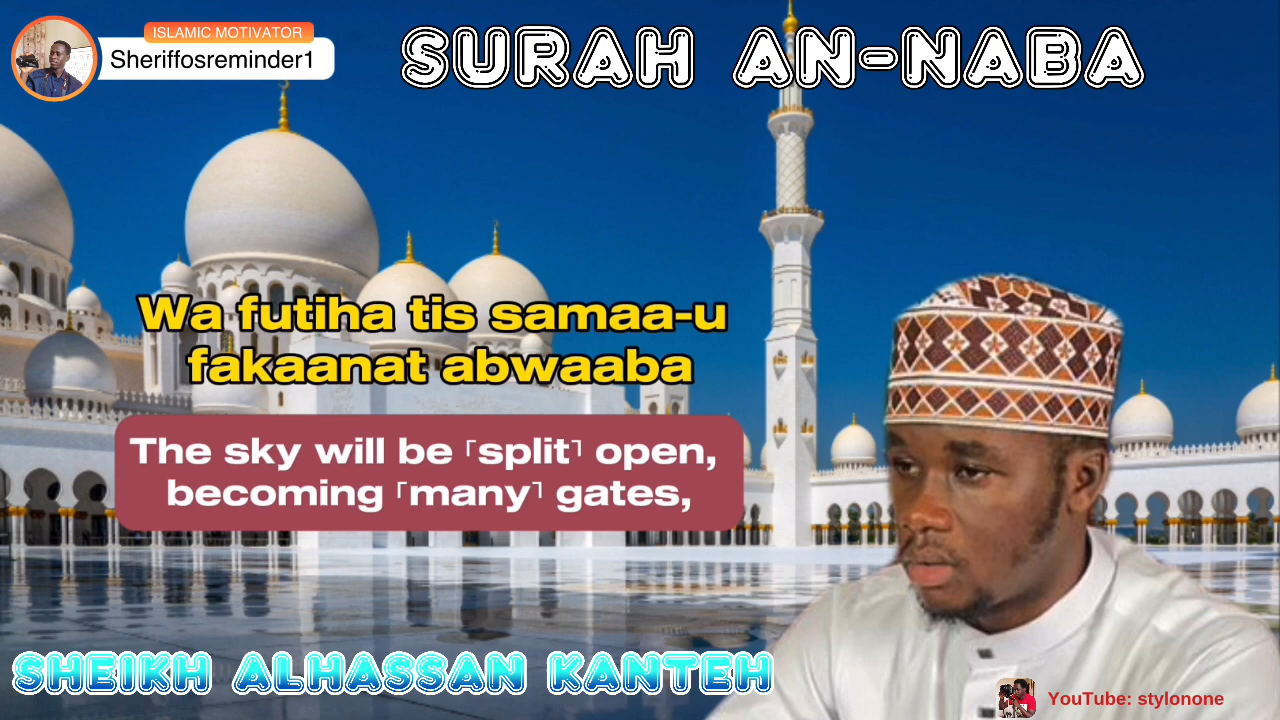 ISLAMIC MOTIVATOR
Sheriffosreminder1
SURAH AN-NABA
Wa futiha tis samaa-u
fakaanat abwaaba
The sky will be ⸢split⸣ open,
becoming ⸢many⸣ gates,
SHEIKH ALHASSAN KANTEH
YouTube: stylonone